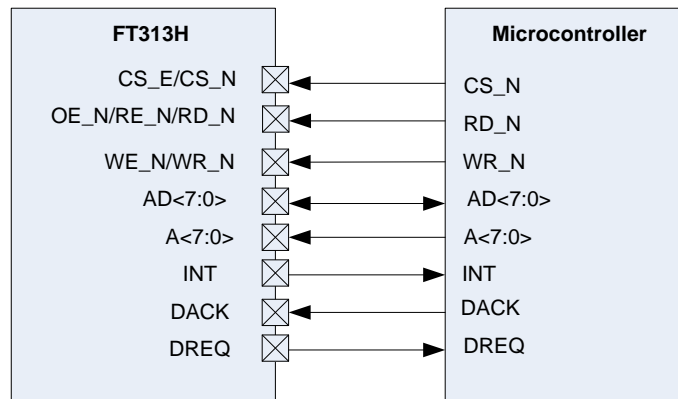 FT313H
Microcontroller
CS_E/CS_N
CS_N
OE_N/RE_N/RD_N
RD_N
WE_N/WR_N
WR_N
AD<7:0>
AD<7:0>
A<7:0>
A<7:0>
INT
INT
DACK
DACK
DREQ
DREQ